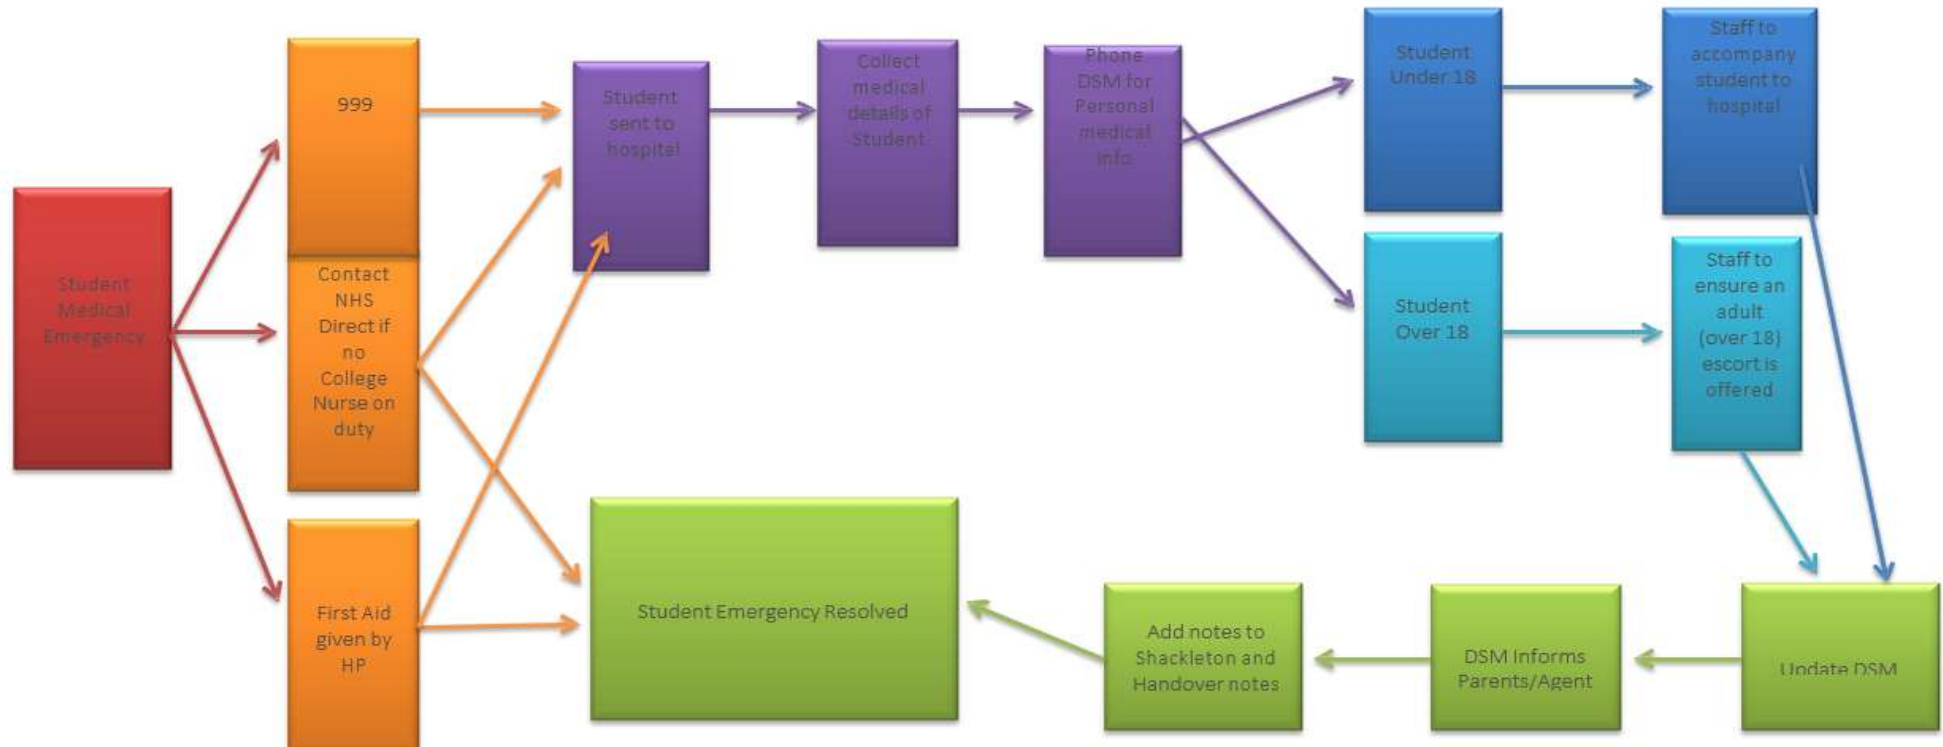 Student
Medical
Emergency
999
Contact
NHS
Direct if
no
College
Nurse on
duty
First Aid
given by
HP
Student
sent to
hospital
Collect
medical
details of
Student
Phone
DSM for
Personal
medical
info
Student
Under 18
Staff to
accompany
student to
hospital
Student
Over 18
Staff to
ensure an
adult
(over 18)
escort is
offered
Update DSM
DSM Informs
Parents/Agent
Add notes to
Shackleton and
Handover notes
Student Emergency Resolved